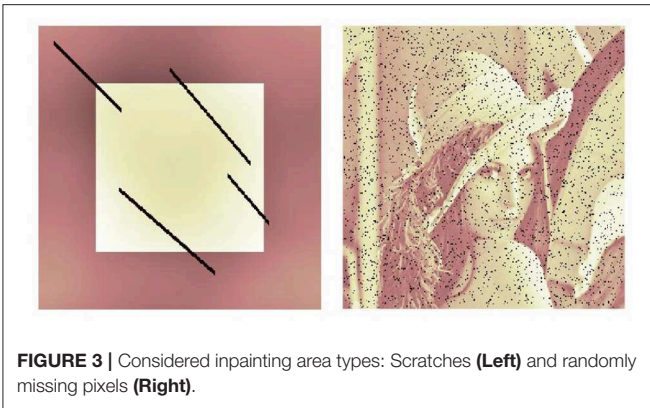 FIGURE 3 | Considered inpainting area types: Scratches (Left) and randomly
missing pixels (Right).